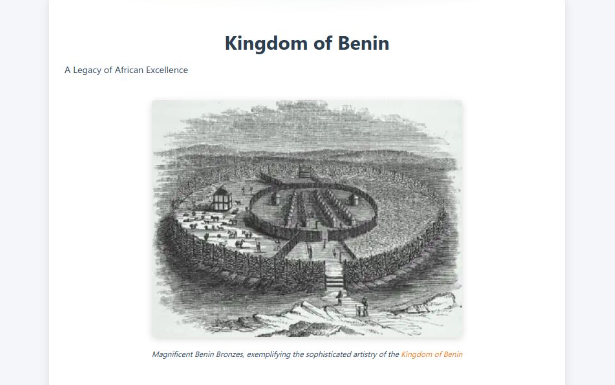 Kingdom of Benin
A Legacy of African Excellence
Magnificent Benin Bronzes, exemplifying the sophisticated artistry of the Kingdom of Benin